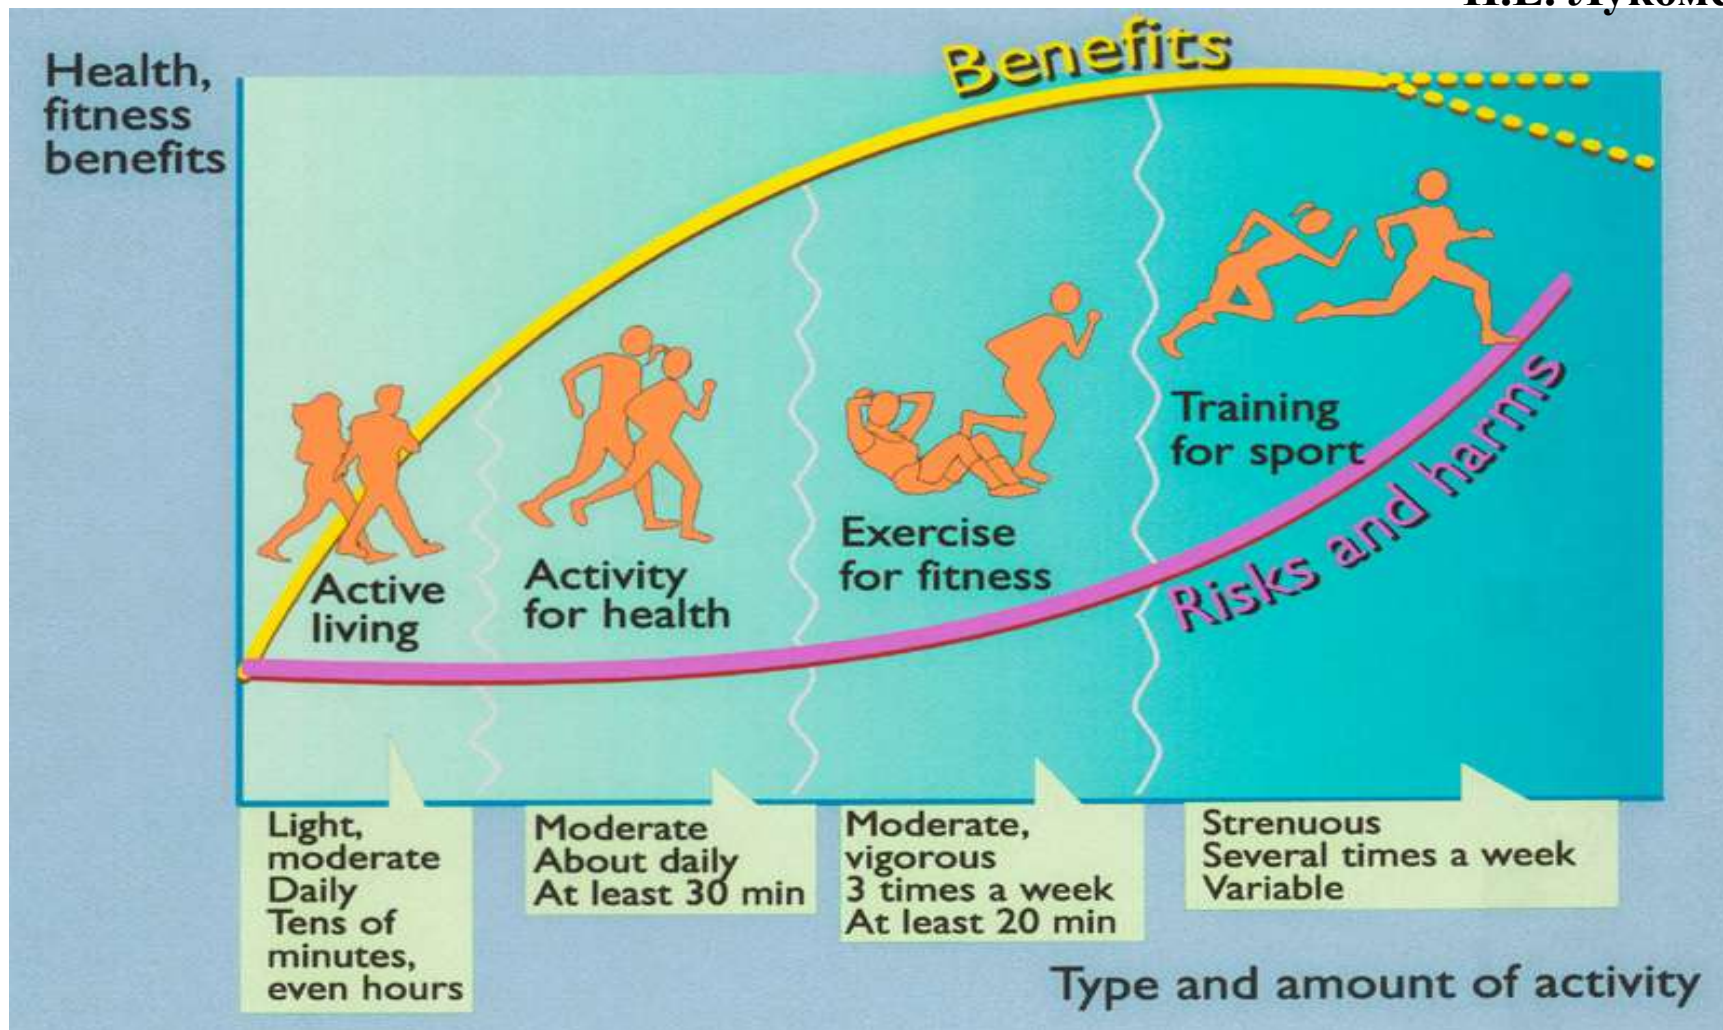 Health,
fitness
benefits
Benefits
Active
living
Activity
for health
Exercise
for fitness
Training
for sport
Risks and harms
Light,
moderate
Daily
Tens of
minutes,
even hours
Moderate
About daily
At least 30 min
Moderate,
vigorous
3 times a week
At least 20 min
Strenuous
Several times a week
Variable
Type and amount of activity